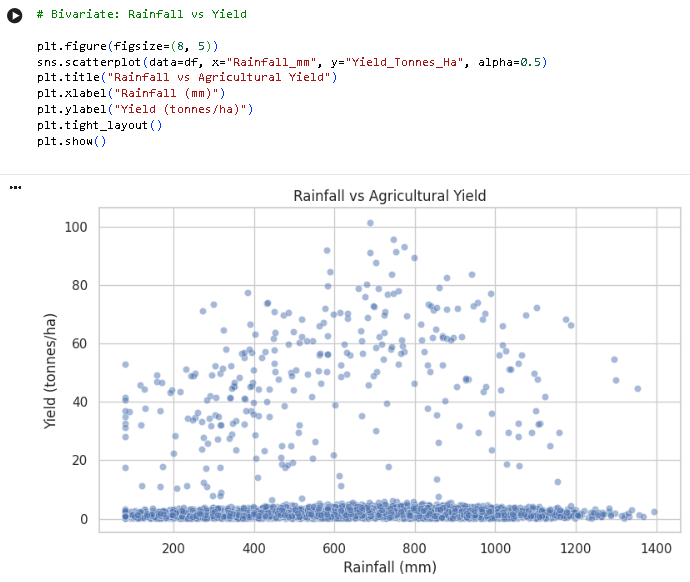 # Bivariate: Rainfall vs Yield
plt.figure(figsize=(8, 5))
sns.scatterplot(data=df, x="Rainfall_mm", y="Yield_Tonnes_Ha", alpha=0.5)
plt.title("Rainfall vs Agricultural Yield")
plt.xlabel("Rainfall (mm)")
plt.ylabel("Yield (tonnes/ha)")
plt.tight_layout()
plt.show()
...
Rainfall vs Agricultural Yield
Yield (tonnes/ha)
100
80
60
40
20
0
200 400 600 800 1000 1200 1400
Rainfall (mm)